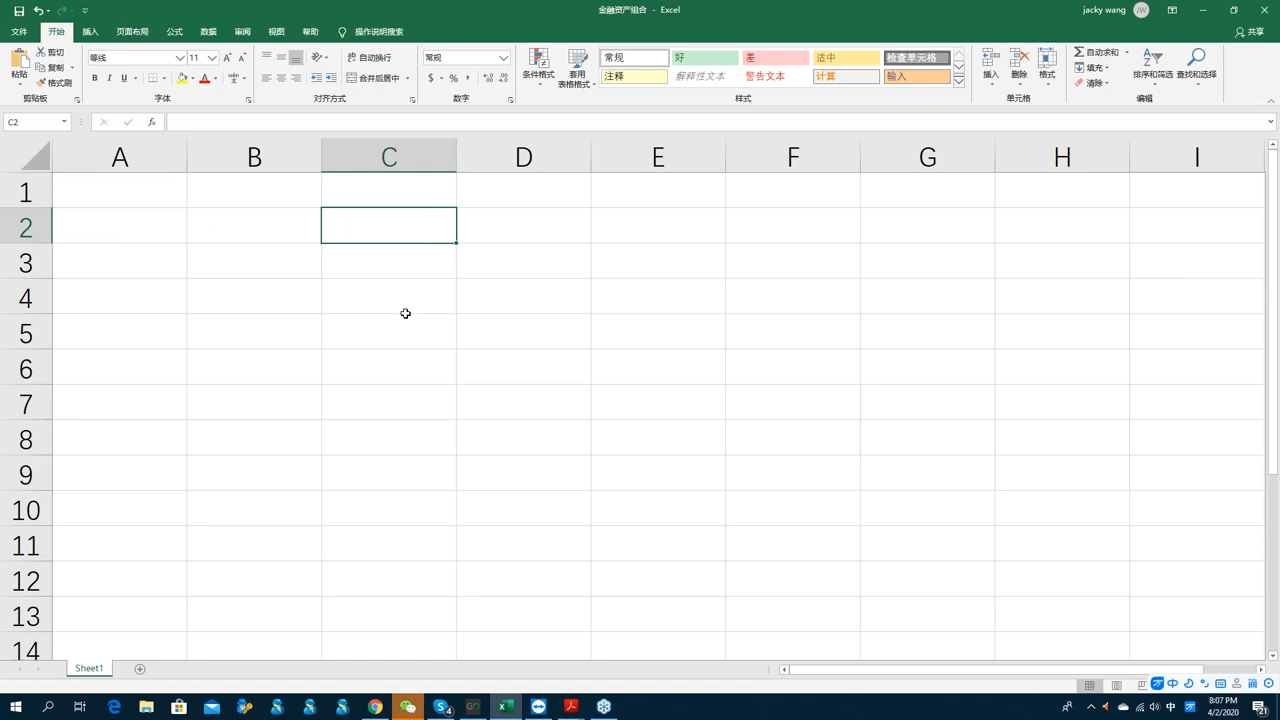 金融资产组合 - Excel
jacky wang
JW
文件 开始 插入 页面布局 公式 数据 审阅 视图 帮助 操作说明搜索
共享
粘贴
剪切
复制
格式刷
剪贴板
等线 11
B I U
字体
自动换行
合并后居中
对齐方式
常规
$ % ,
数字
条件格式
套用
表格格式
常规 好 差 适中 检查单元格
注释 解释性文本 警告文本 计算 输入
样式
插入 删除 格式
单元格
自动求和
填充
清除
排序和筛选 查找和选择
编辑
C2
fx
A B C D E F G H I
1
2
3
4
5
6
7
8
9
10
11
12
13
14
Sheet1
中 简
中
8:07 PM
4/2/2020
21